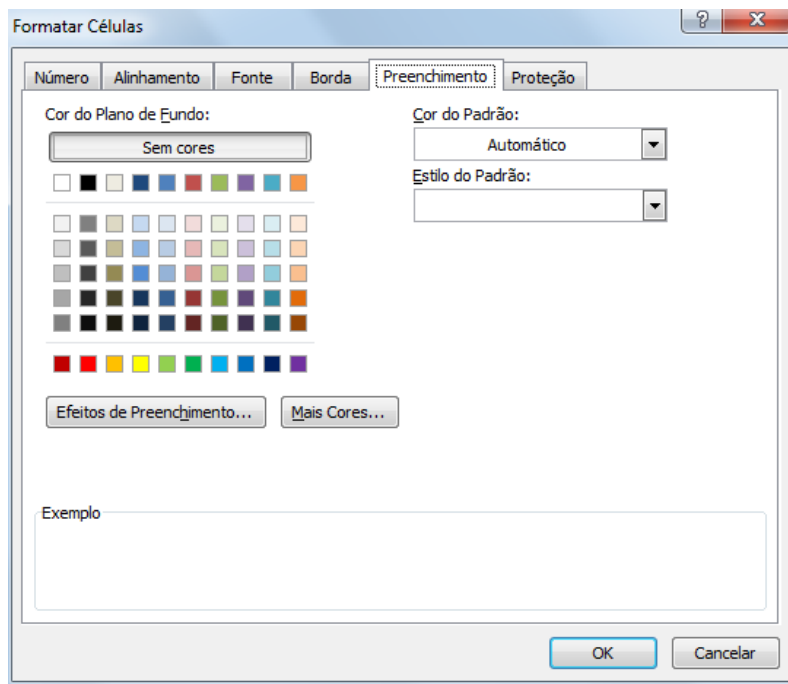 Formatar Células
Número Alinhamento Fonte Borda Preenchimento Proteção
Cor do Plano de Fundo:
Sem cores
Cor do Padrão:
Automático
Estilo do Padrão:
Efeitos de Preenchimento... Mais Cores...
Exemplo
OK Cancelar